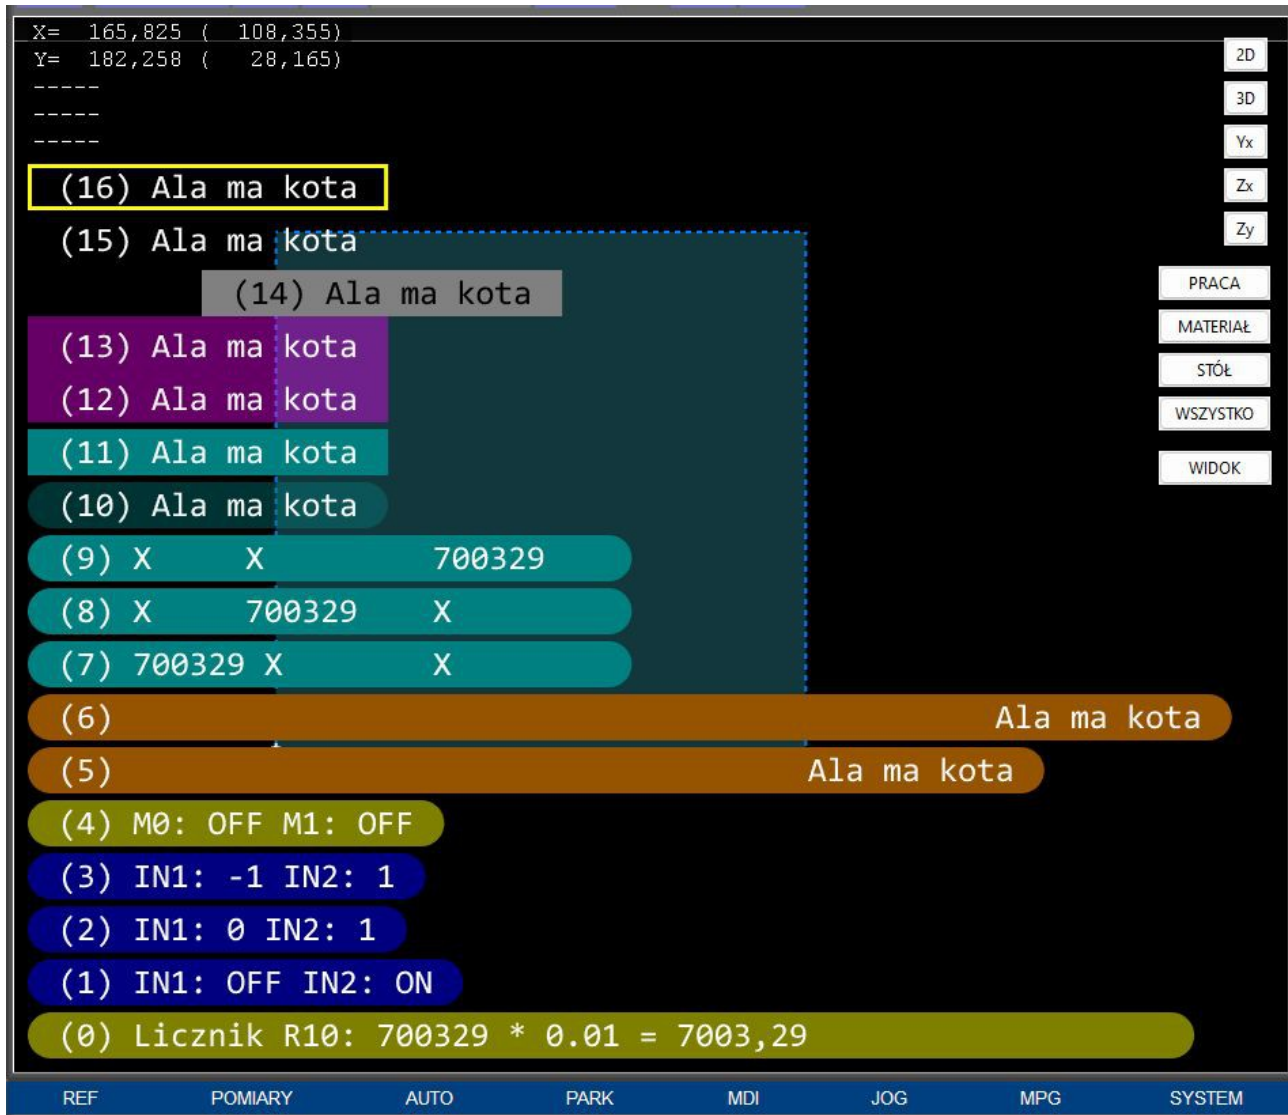 X=  165,825 (  108,355)
Y=  182,258 (   28,165)
-----
-----
-----
2D
3D
Yx
Zx
Zy
PRACA
MATERIAŁ
STÓŁ
WSZYSTKO
WIDOK
(16) Ala ma kota
(15) Ala ma kota
(14) Ala ma kota
(13) Ala ma kota
(12) Ala ma kota
(11) Ala ma kota
(10) Ala ma kota
(9) X     X         700329
(8) X     700329    X
(7) 700329 X        X
(6) Ala ma kota
(5) Ala ma kota
(4) M0: OFF M1: OFF
(3) IN1: -1 IN2: 1
(2) IN1: 0 IN2: 1
(1) IN1: OFF IN2: ON
(0) Licznik R10: 700329 * 0.01 = 7003,29
REF POMIARY AUTO PARK MDI JOG MPG SYSTEM